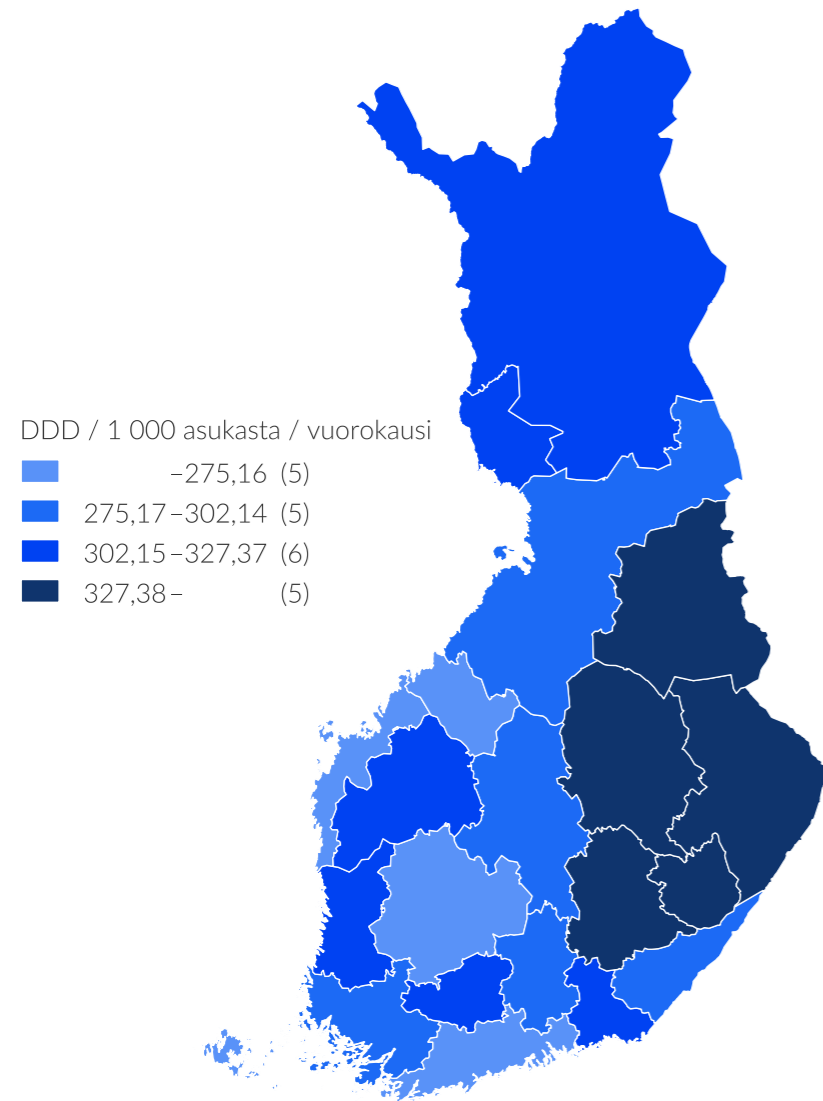 DDD / 1 000 asukasta / vuorokausi
–275,16 (5)
275,17–302,14 (5)
302,15–327,37 (6)
327,38– (5)